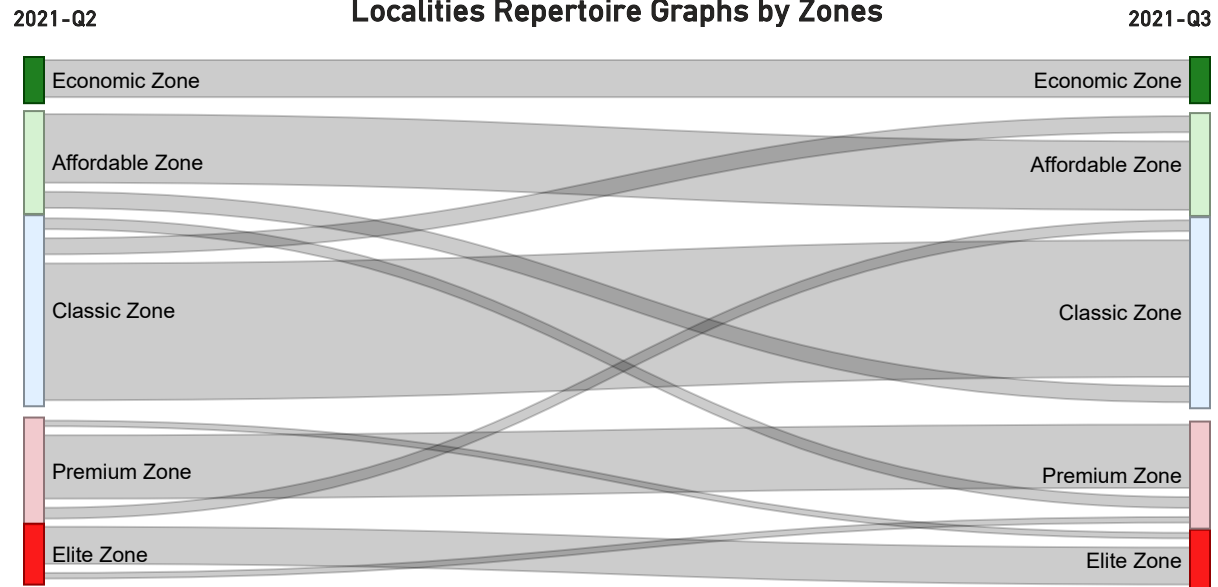 Localities Repertoire Graphs by Zones
2021-Q2 2021-Q3
Economic Zone Economic Zone
Affordable Zone Affordable Zone
Classic Zone Classic Zone
Premium Zone Premium Zone
Elite Zone Elite Zone